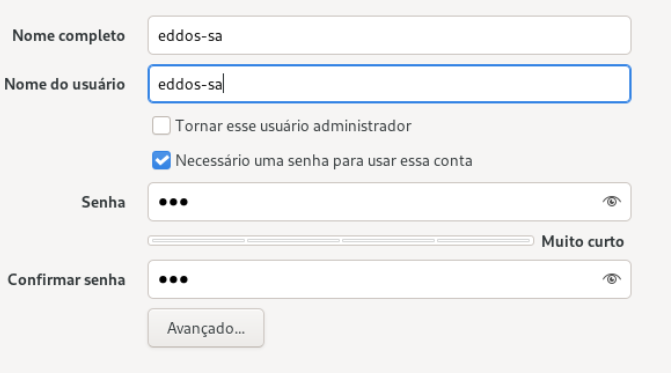 Nome completo eddos-sa
Nome do usuário eddos-sa
Tornar esse usuário administrador
Necessário uma senha para usar essa conta
Senha •••
Muito curto
Confirmar senha •••
Avançado...